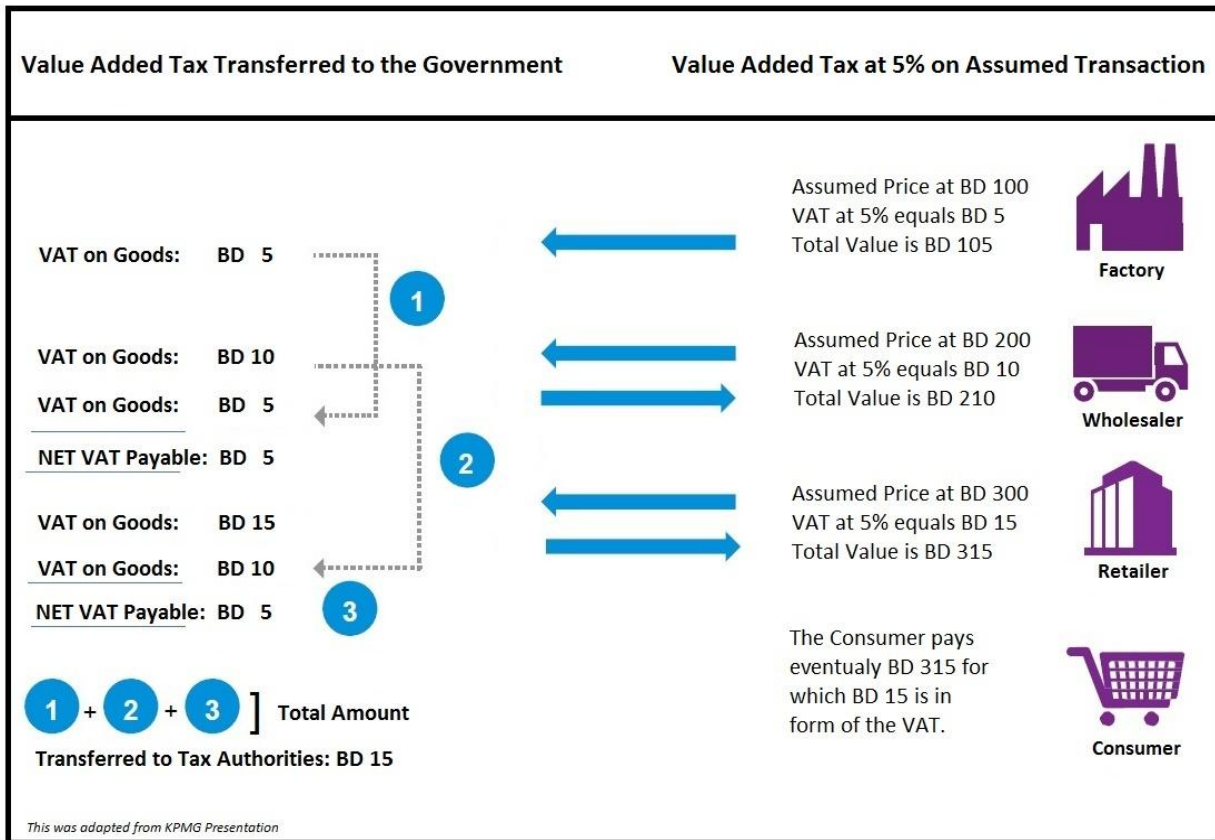 Value Added Tax Transferred to the Government
Value Added Tax at 5% on Assumed Transaction
VAT on Goods: BD 5
1
VAT on Goods: BD 10
VAT on Goods: BD 5
NET VAT Payable: BD 5
2
VAT on Goods: BD 15
VAT on Goods: BD 10
NET VAT Payable: BD 5
3
1 + 2 + 3 ] Total Amount
Transferred to Tax Authorities: BD 15
This was adapted from KPMG Presentation
Assumed Price at BD 100
VAT at 5% equals BD 5
Total Value is BD 105
Factory
Assumed Price at BD 200
VAT at 5% equals BD 10
Total Value is BD 210
Wholesaler
Assumed Price at BD 300
VAT at 5% equals BD 15
Total Value is BD 315
Retailer
The Consumer pays
eventualy BD 315 for
which BD 15 is in
form of the VAT.
Consumer